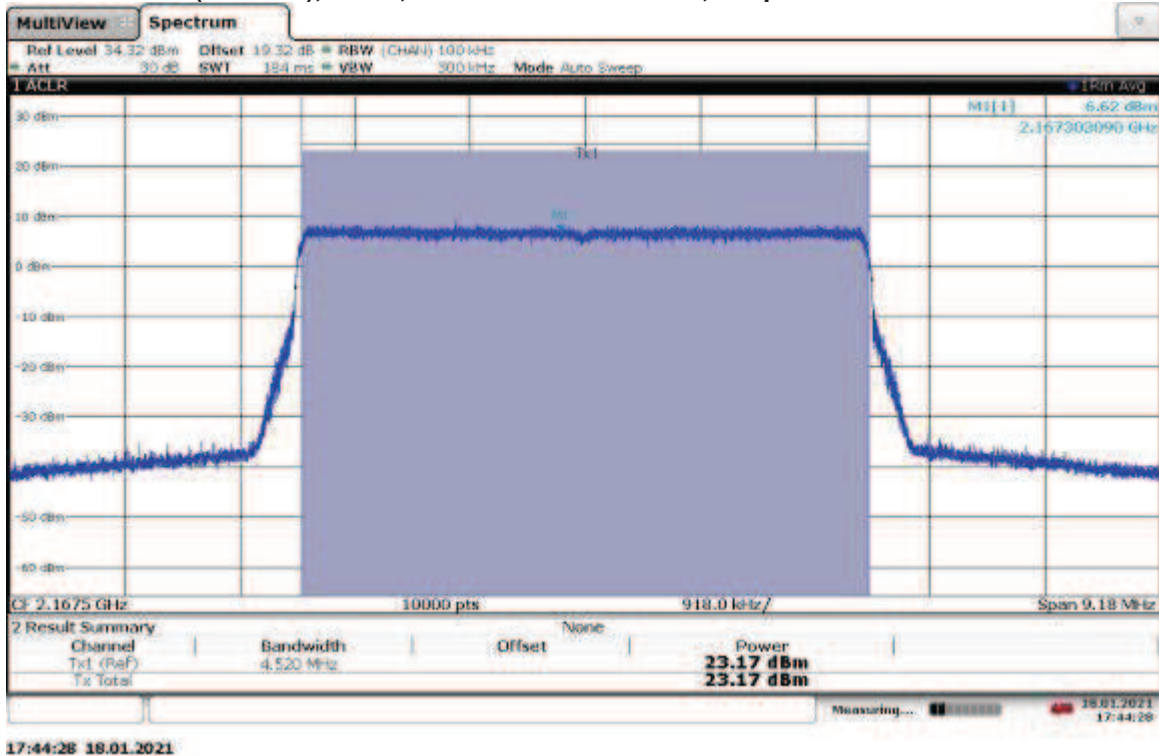 MultiView Spectrum
Ref Level 34.32 dBm Offset 19.32 dB RBW (CHAN) 100 kHz
Att 30 dB SWT 184 ms VBW 300 kHz Mode Auto Sweep
1 ACLR 1Rm Avg
M1[1] 6.62 dBm
2.167303090 GHz
30 dBm
Tx1
20 dBm
10 dBm
M1
0 dBm
-10 dBm
-20 dBm
-30 dBm
-50 dBm
-60 dBm
CF 2.1675 GHz 10000 pts 918.0 kHz/ Span 9.18 MHz
2 Result Summary None
Channel Bandwidth Offset Power
Tx1 (Ref) 4.520 MHz 23.17 dBm
Tx Total 23.17 dBm
Measuring... 18.01.2021
17:44:28
17:44:28 18.01.2021